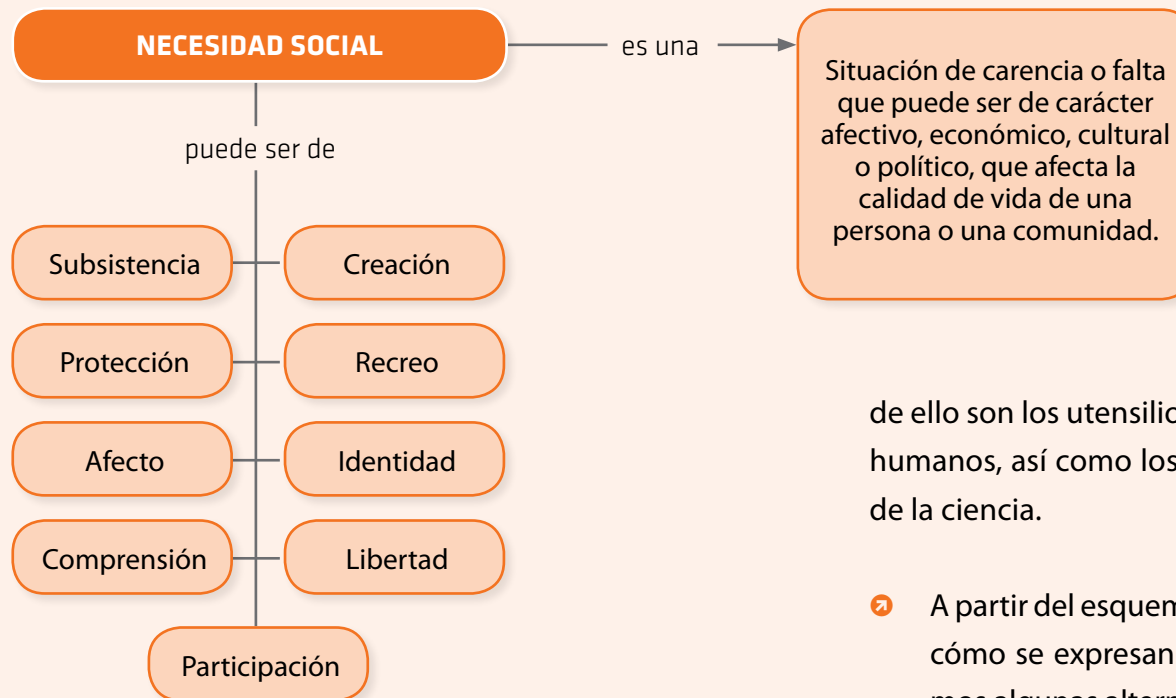 NECESIDAD SOCIAL
es una
Situación de carencia o falta
que puede ser de carácter
afectivo, económico, cultural
o político, que afecta la
calidad de vida de una
persona o una comunidad.
puede ser de
Subsistencia
Creación
Protección
Recreo
Afecto
Identidad
Comprensión
Libertad
Participación
de ello son los
humanos, así como los
de la ciencia.
A partir del
cómo se expresan
algunas